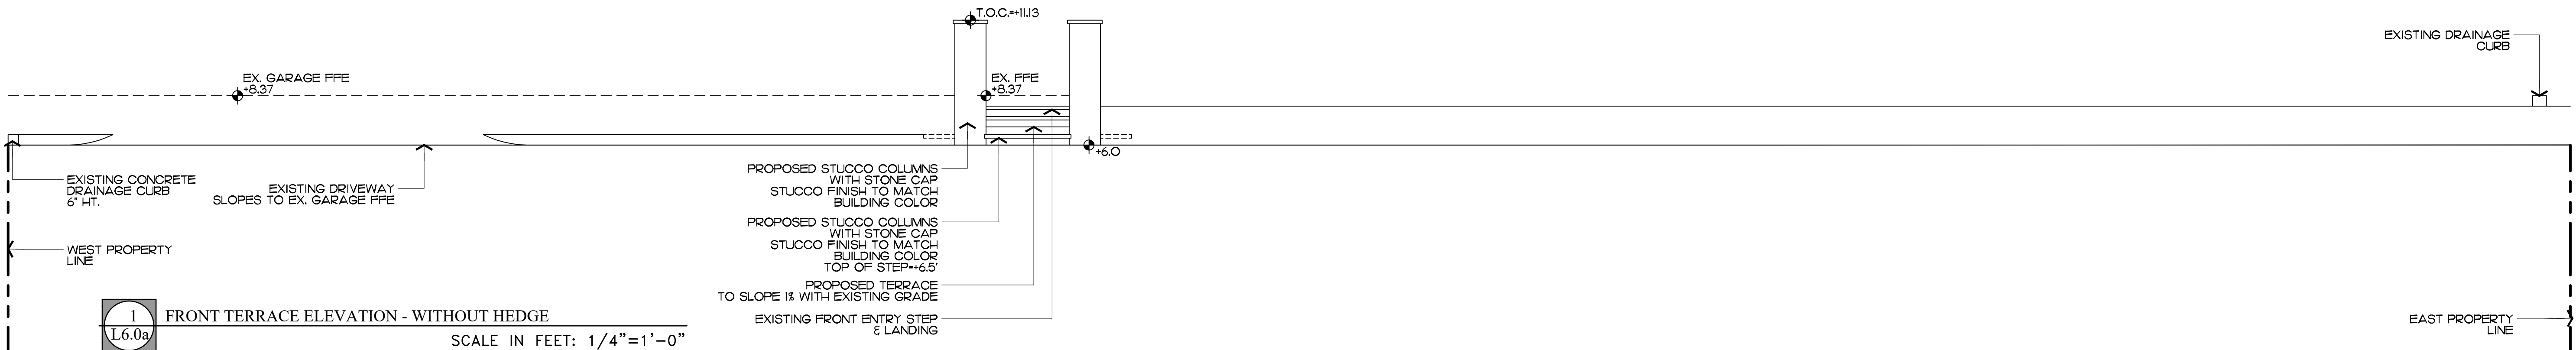 T.O.C.=+11.13
EXISTING DRAINAGE
CURB
EX. GARAGE FFE
+8.37
EX. FFE
+8.37
+6.0
EXISTING CONCRETE
DRAINAGE CURB
6" HT.
EXISTING DRIVEWAY
SLOPES TO EX. GARAGE FFE
PROPOSED STUCCO COLUMNS
WITH STONE CAP
STUCCO FINISH TO MATCH
BUILDING COLOR
PROPOSED STUCCO COLUMNS
WITH STONE CAP
STUCCO FINISH TO MATCH
BUILDING COLOR
TOP OF STEP=+6.5'
WEST PROPERTY
LINE
PROPOSED TERRACE
TO SLOPE 1% WITH EXISTING GRADE
EXISTING FRONT ENTRY STEP
& LANDING
EAST PROPERTY
LINE
1
L6.0a
FRONT TERRACE ELEVATION - WITHOUT HEDGE
SCALE IN FEET: 1/4"=1'-0"